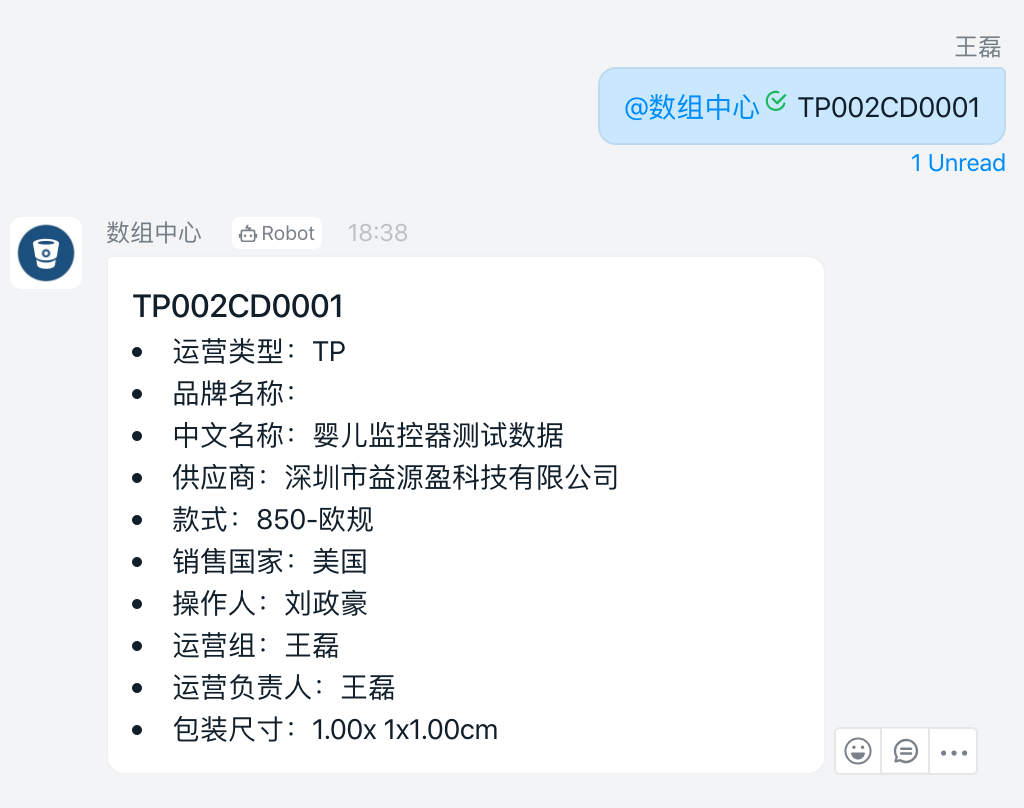 王磊
@数组中心 TP002CD0001
1 Unread
数组中心 Robot 18:38
TP002CD0001
• 运营类型：TP
• 品牌名称：
• 中文名称：婴儿监控器测试数据
• 供应商：深圳市益源盈科技有限公司
• 款式：850-欧规
• 销售国家：美国
• 操作人：刘政豪
• 运营组：王磊
• 运营负责人：王磊
• 包装尺寸：1.00x 1x1.00cm